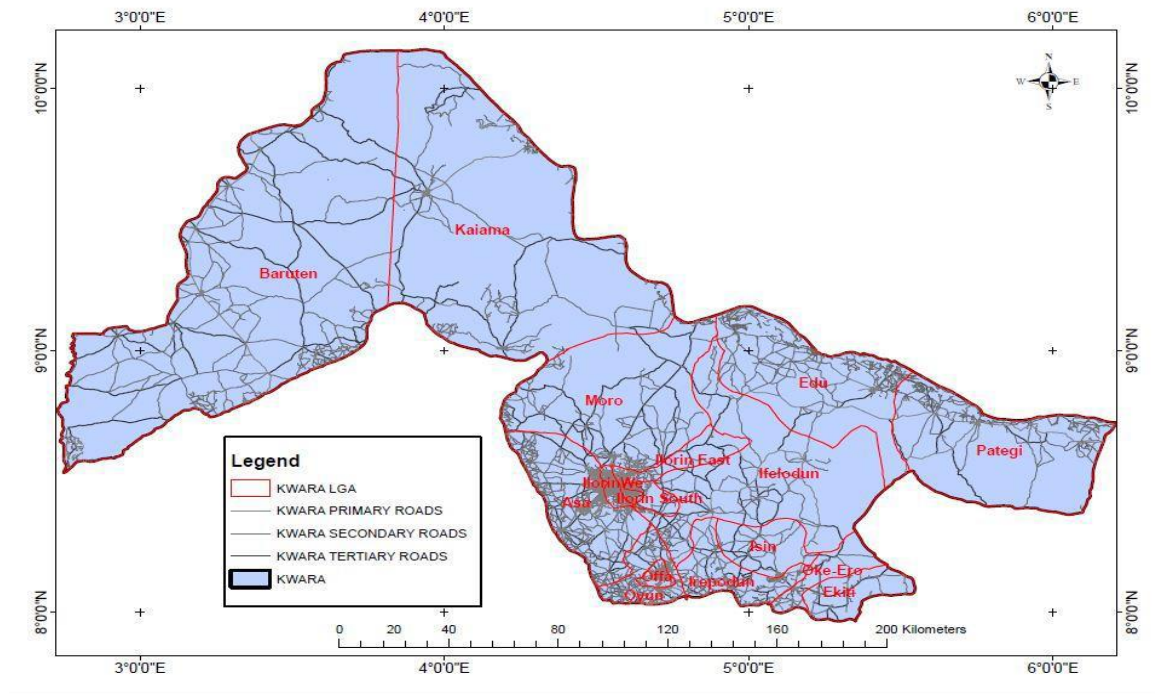 3°0'0"E 4°0'0"E 5°0'0"E 6°0'0"E
10°0'0"N 10°0'0"N
N
W E
S
Kaiama
Baruten
9°0'0"N 9°0'0"N
Edu
Moro
Pategi
Ilorin East
Ifelodun
IlorinWe
Asa Ilorin South
Isin
Oke-Ero
Offa Irepodun
Ekiti
Oyun
Legend
KWARA LGA
KWARA PRIMARY ROADS
KWARA SECONDARY ROADS
KWARA TERTIARY ROADS
KWARA
8°0'0"N 8°0'0"N
0 20 40 80 120 160 200 Kilometers
3°0'0"E 4°0'0"E 5°0'0"E 6°0'0"E